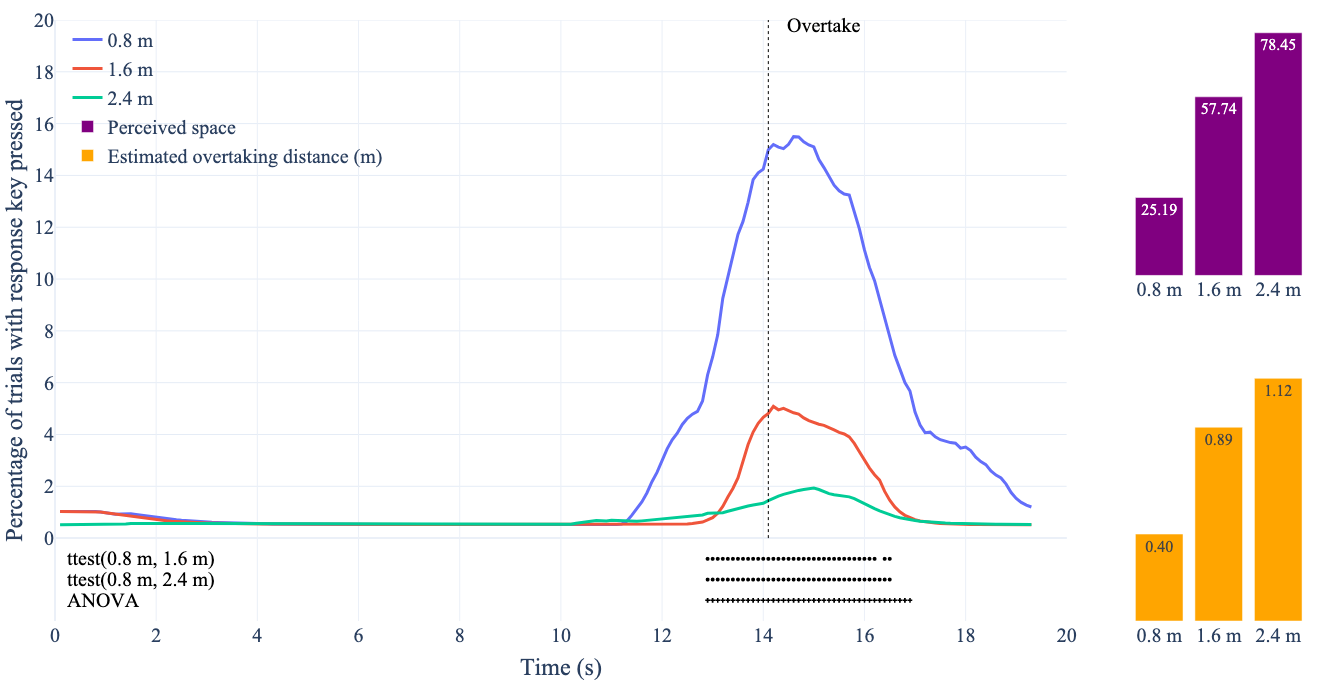 Percentage of trials with response key pressed
20
18
16
14
12
10
8
6
4
2
0
0.8 m
1.6 m
2.4 m
Perceived space
Estimated overtaking distance (m)
Overtake
ttest(0.8 m, 1.6 m)
ttest(0.8 m, 2.4 m)
ANOVA
0 2 4 6 8 10 12 14 16 18 20
Time (s)
25.19 57.74 78.45
0.8 m 1.6 m 2.4 m
0.40 0.89 1.12
0.8 m 1.6 m 2.4 m